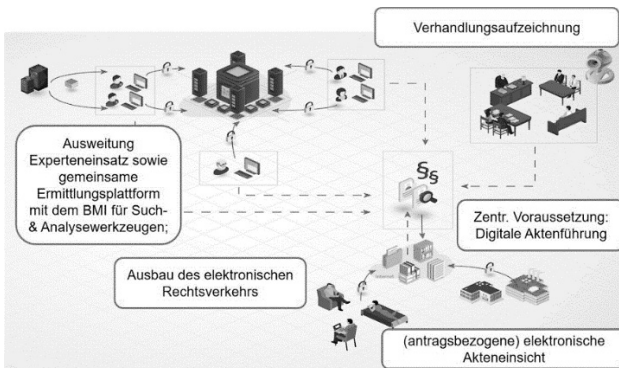 Verhandlungsaufzeichnung
Ausweitung
Experteneinsatz sowie
gemeinsame
Ermittlungsplattform
mit dem BMI für Such-
& Analysewerkzeugen;
§§
Zentr. Voraussetzung:
Digitale Aktenführung
Ausbau des elektronischen
Rechtsverkehrs
(antragsbezogene) elektronische
Akteneinsicht